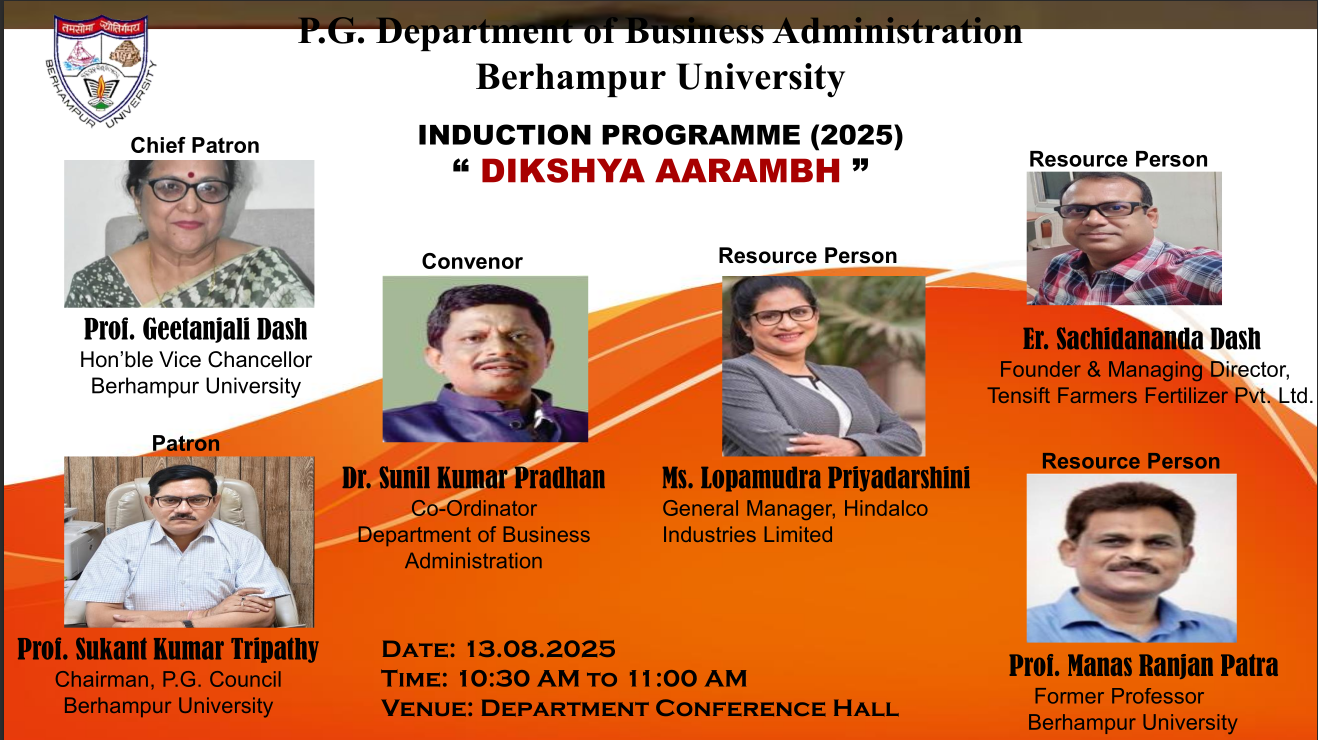 तमसोमा ज्योतिर्गमय
BERHAMPUR UNIVERSITY
P.G. Department of Business Administration
Berhampur University
INDUCTION PROGRAMME (2025)
“ DIKSHYA AARAMBH ”
Chief Patron
Prof. Geetanjali Dash
Hon’ble Vice Chancellor
Berhampur University
Patron
Prof. Sukant Kumar Tripathy
Chairman, P.G. Council
Berhampur University
Convenor
Dr. Sunil Kumar Pradhan
Co-Ordinator
Department of Business
Administration
Resource Person
Ms. Lopamudra Priyadarshini
General Manager, Hindalco
Industries Limited
Resource Person
Er. Sachidananda Dash
Founder & Managing Director,
Tensift Farmers Fertilizer Pvt. Ltd.
Resource Person
Prof. Manas Ranjan Patra
Former Professor
Berhampur University
DATE: 13.08.2025
TIME: 10:30 AM TO 11:00 AM
VENUE: DEPARTMENT CONFERENCE HALL